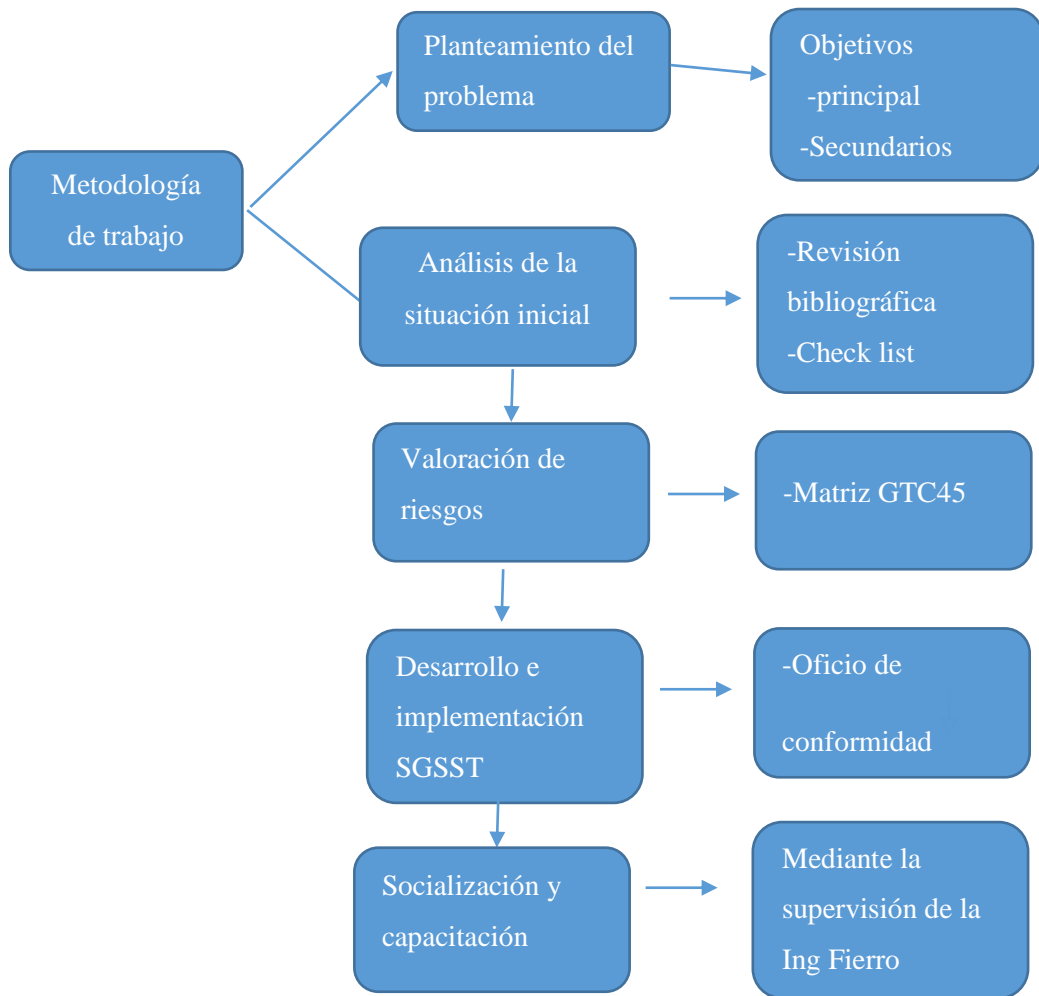 Planteamiento del
problema
Objetivos
-principal
-Secundarios
Metodología
de trabajo
Análisis de la
situación inicial
-Revisión
bibliográfica
-Check list
Valoración de
riesgos
-Matriz GTC45
Desarrollo e
implementación
SGSST
-Oficio de
conformidad
Socialización y
capacitación
Mediante la
supervisión de la
Ing Fierro